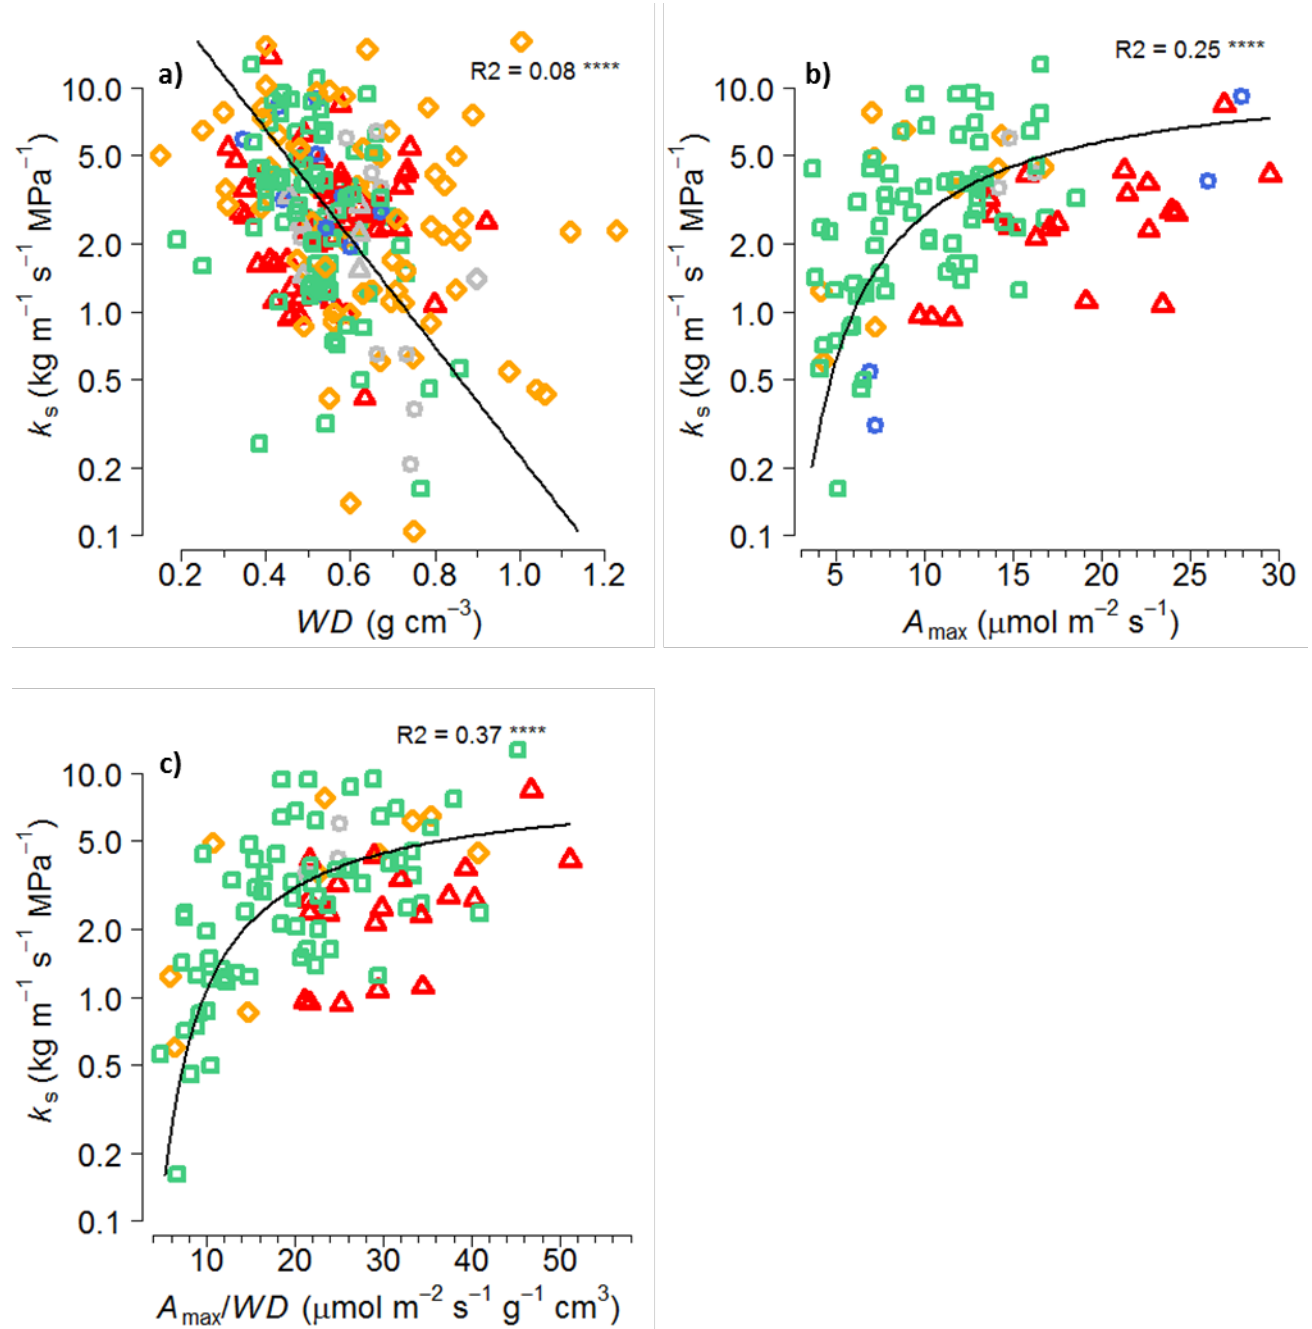 a)
R2 = 0.08 ****
10.0
5.0
2.0
1.0
0.5
0.2
0.1
kₛ (kg m⁻¹ s⁻¹ MPa⁻¹)
0.2 0.4 0.6 0.8 1.0 1.2
WD (g cm⁻³)
b)
R2 = 0.25 ****
10.0
5.0
2.0
1.0
0.5
0.2
0.1
kₛ (kg m⁻¹ s⁻¹ MPa⁻¹)
5 10 15 20 25 30
Aₘₐₓ (μmol m⁻² s⁻¹)
c)
R2 = 0.37 ****
10.0
5.0
2.0
1.0
0.5
0.2
0.1
kₛ (kg m⁻¹ s⁻¹ MPa⁻¹)
10 20 30 40 50
Aₘₐₓ/WD (μmol m⁻² s⁻¹ g⁻¹ cm³)